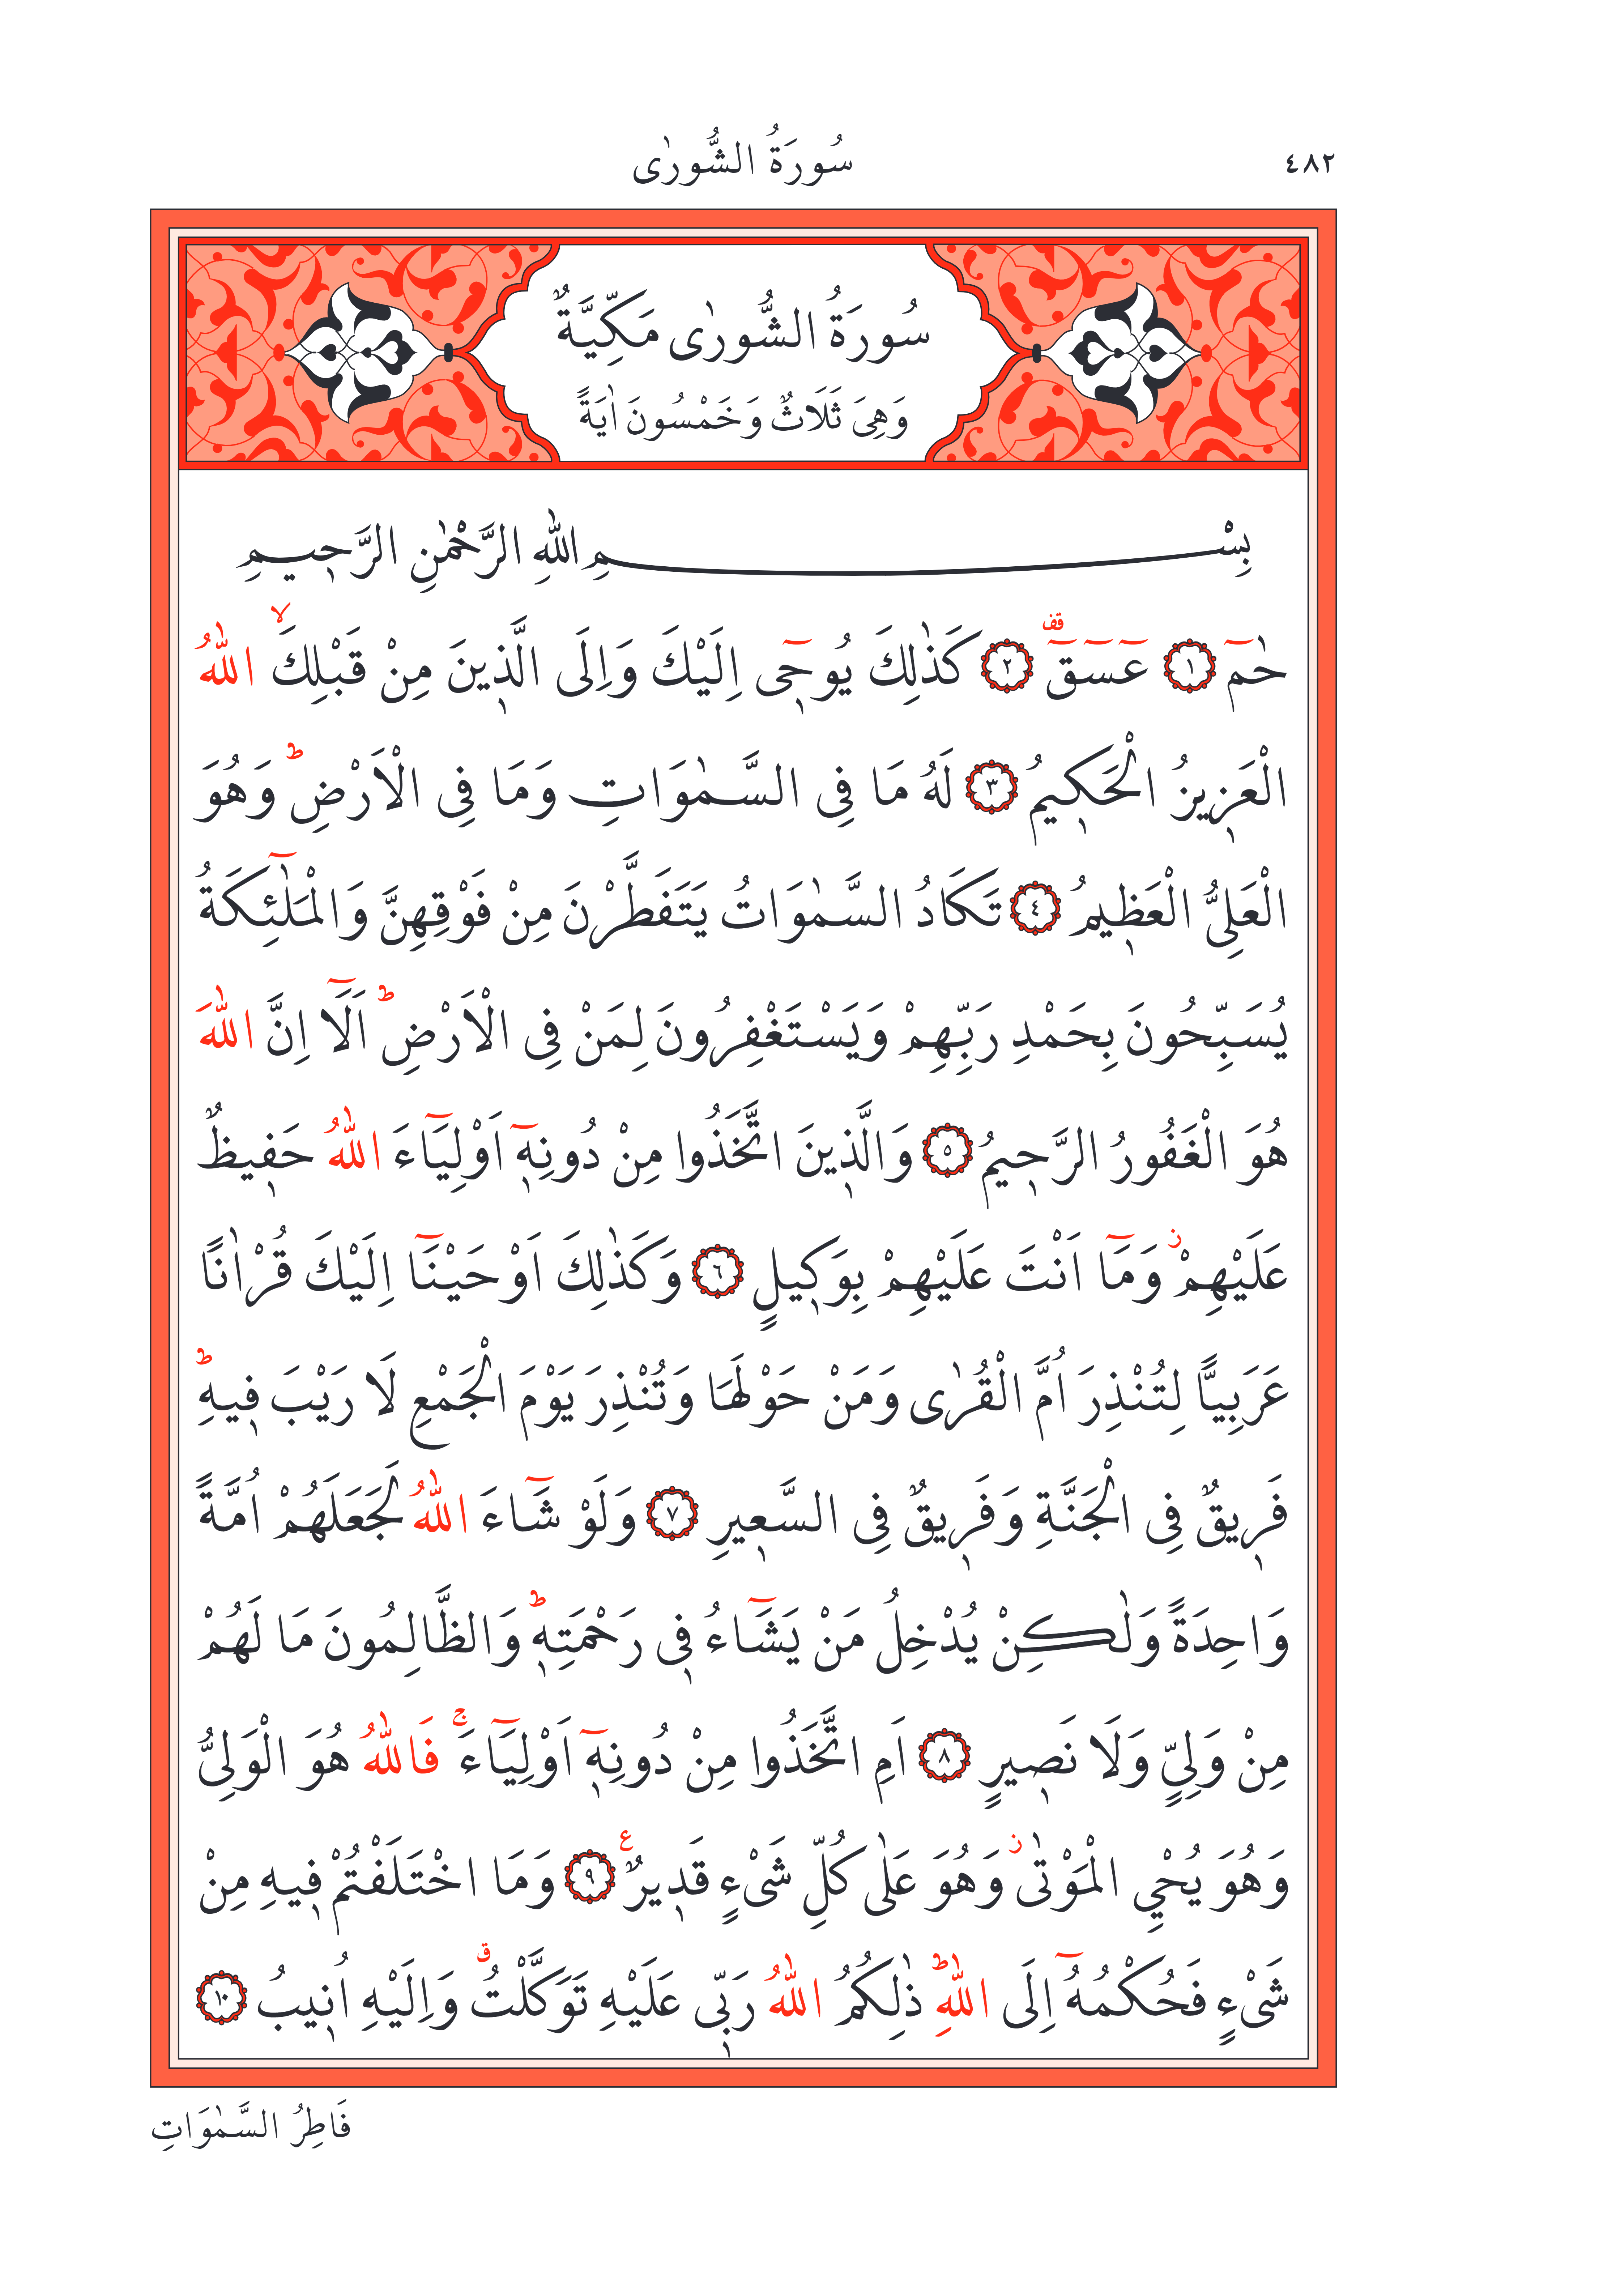 ٤٨٢
سُورَةُ الشُّورٰى
سُورَةُ الشُّورٰى مَكِّيَّةٌ
وَهِىَ ثَلَاثٌ وَخَمْسُونَ اٰيَةً
بِسْمِ اللّٰهِ الرَّحْمٰنِ الرَّحٖيمِ
حٰمٓ ﴿١﴾ عٓسٓقٓ ۠ﻗﻒ ﴿٢﴾ كَذٰلِكَ يُوحٖٓى اِلَيْكَ وَاِلَى الَّذٖينَ مِنْ قَبْلِكَۙ اللّٰهُ
الْعَزٖيزُ الْحَكٖيمُ ﴿٣﴾ لَهُ مَا فِى السَّمٰوَاتِ وَمَا فِى الْاَرْضِؕ وَهُوَ
الْعَلِىُّ الْعَظٖيمُ ﴿٤﴾ تَكَادُ السَّمٰوَاتُ يَتَفَطَّرْنَ مِنْ فَوْقِهِنَّ وَالْمَلٰٓئِكَةُ
يُسَبِّحُونَ بِحَمْدِ رَبِّهِمْ وَيَسْتَغْفِرُونَ لِمَنْ فِى الْاَرْضِؕ اَلَٓا اِنَّ اللّٰهَ
هُوَ الْغَفُورُ الرَّحٖيمُ ﴿٥﴾ وَالَّذٖينَ اتَّخَذُوا مِنْ دُونِهٖٓ اَوْلِيَٓاءَ اللّٰهُ حَفٖيظٌ
عَلَيْهِمْؗ وَمَٓا اَنْتَ عَلَيْهِمْ بِوَكٖيلٍ ﴿٦﴾ وَكَذٰلِكَ اَوْحَيْنَٓا اِلَيْكَ قُرْاٰنًا
عَرَبِيًّا لِتُنْذِرَ اُمَّ الْقُرٰى وَمَنْ حَوْلَهَا وَتُنْذِرَ يَوْمَ الْجَمْعِ لَا رَيْبَ فٖيهِؕ
فَرٖيقٌ فِى الْجَنَّةِ وَفَرٖيقٌ فِى السَّعٖيرِ ﴿٧﴾ وَلَوْ شَٓاءَ اللّٰهُ لَجَعَلَهُمْ اُمَّةً
وَاحِدَةً وَلٰكِنْ يُدْخِلُ مَنْ يَشَٓاءُ فٖى رَحْمَتِهٖؕ وَالظَّالِمُونَ مَا لَهُمْ
مِنْ وَلِيٍّ وَلَا نَصٖيرٍ ﴿٨﴾ اَمِ اتَّخَذُوا مِنْ دُونِهٖٓ اَوْلِيَٓاءَۚ فَاللّٰهُ هُوَ الْوَلِىُّ
وَهُوَ يُحْيِ الْمَوْتٰىؗ وَهُوَ عَلٰى كُلِّ شَىْءٍ قَدٖيرٌ ع ﴿٩﴾ وَمَا اخْتَلَفْتُمْ فٖيهِ مِنْ
شَىْءٍ فَحُكْمُهُٓ اِلَى اللّٰهِؕ ذٰلِكُمُ اللّٰهُ رَبّٖى عَلَيْهِ تَوَكَّلْتُࣗ وَاِلَيْهِ اُنٖيبُ ﴿١٠﴾
فَاطِرُ السَّمٰوَاتِ